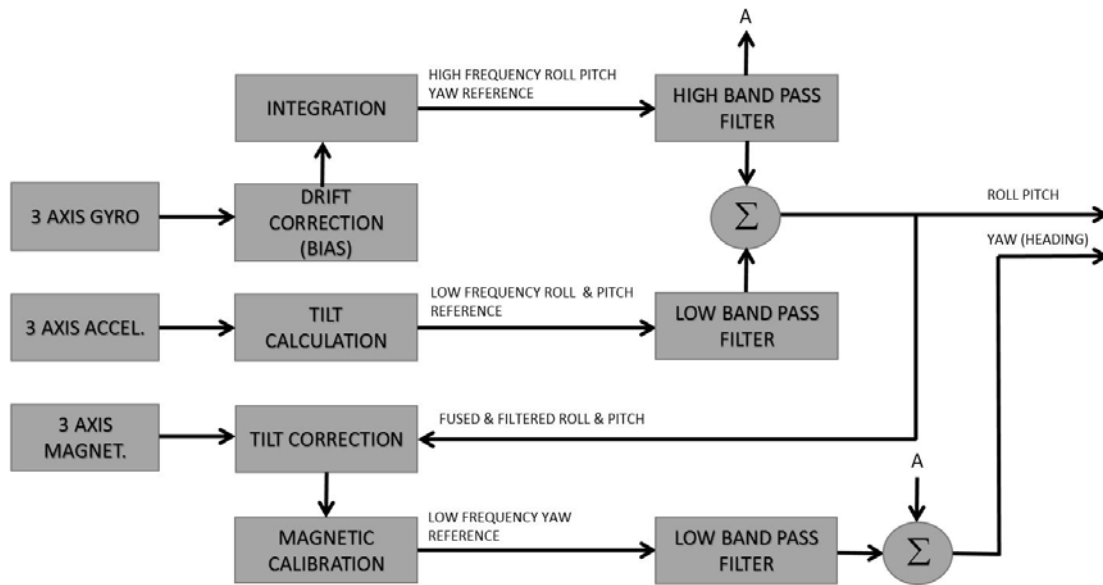 A
HIGH FREQUENCY ROLL PITCH
YAW REFERENCE
INTEGRATION
HIGH BAND PASS
FILTER
3 AXIS GYRO
DRIFT
CORRECTION
(BIAS)
Σ
ROLL PITCH
YAW (HEADING)
LOW FREQUENCY ROLL & PITCH
REFERENCE
3 AXIS ACCEL.
TILT
CALCULATION
LOW BAND PASS
FILTER
3 AXIS
MAGNET.
TILT CORRECTION
FUSED & FILTERED ROLL & PITCH
A
LOW FREQUENCY YAW
REFERENCE
MAGNETIC
CALIBRATION
LOW BAND PASS
FILTER
Σ